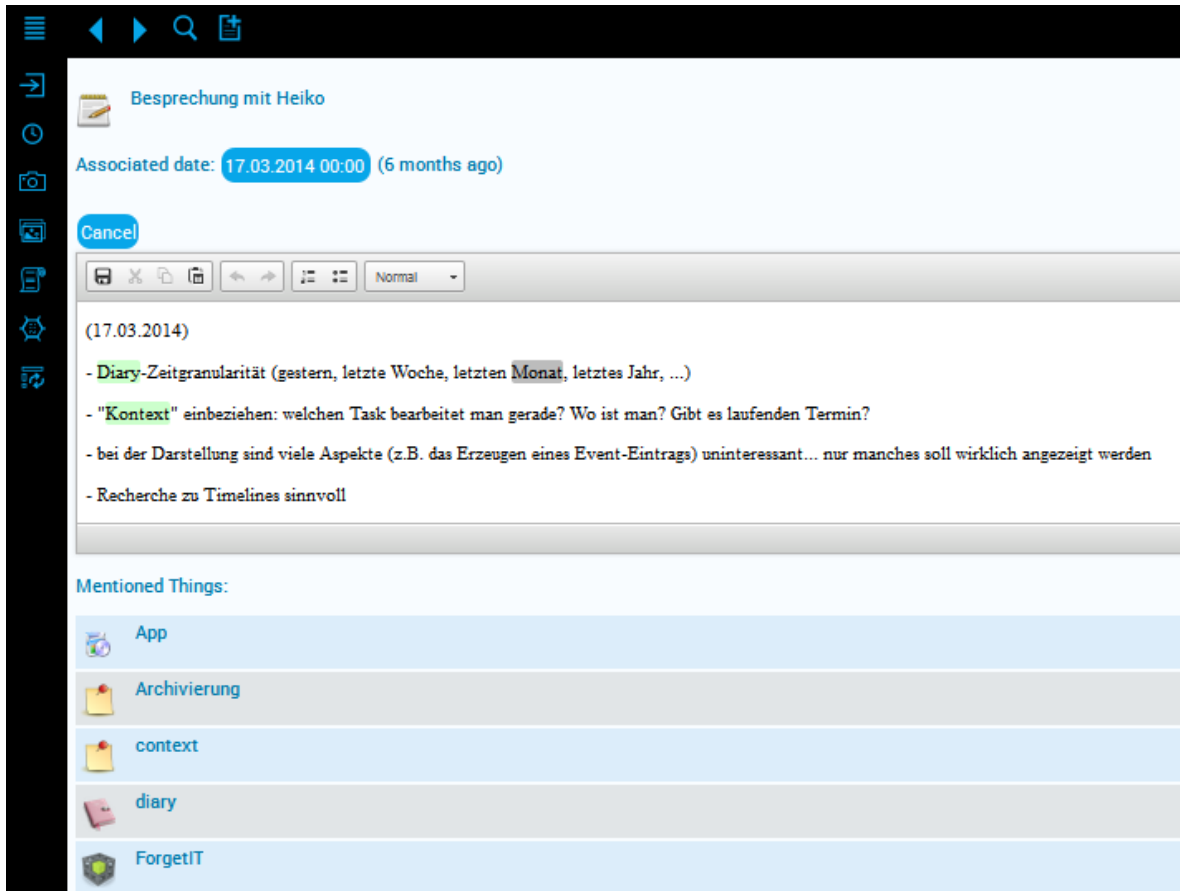 Besprechung mit Heiko
Associated date: 17.03.2014 00:00 (6 months ago)
Cancel
Normal
(17.03.2014)
- Diary-Zeitgranularität (gestern, letzte Woche, letzten Monat, letztes Jahr, ...)
- "Kontext" einbeziehen: welchen Task bearbeitet man gerade? Wo ist man? Gibt es laufenden Termin?
- bei der Darstellung sind viele Aspekte (z.B. das Erzeugen eines Event-Eintrags) uninteressant... nur manches soll wirklich angezeigt werden
- Recherche zu Timelines sinnvoll
Mentioned Things:
App
Archivierung
context
diary
ForgetIT